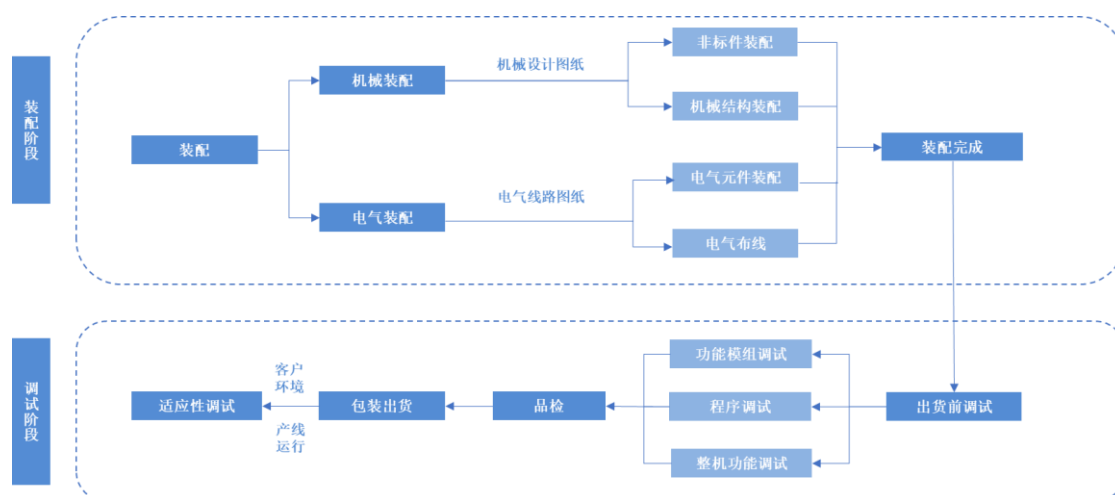 装配阶段
非标件装配
机械设计图纸
机械装配
机械结构装配
装配
装配完成
电气元件装配
电气线路图纸
电气装配
电气布线
调试阶段
功能模组调试
客户
环境
适应性调试
包装出货
品检
程序调试
出货前调试
产线
运行
整机功能调试